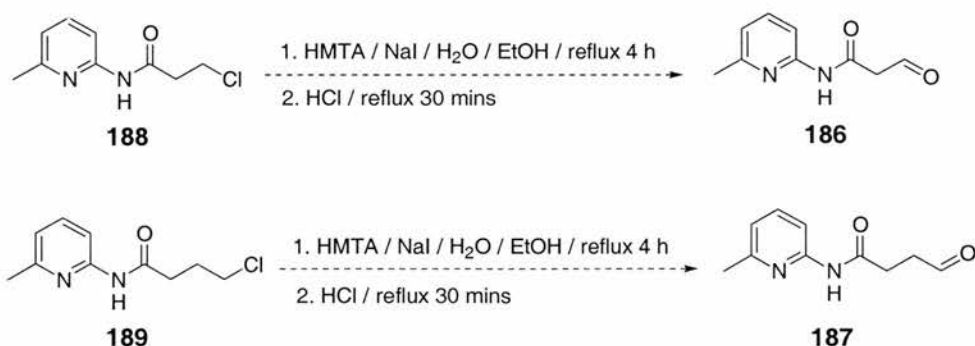 O
N
N
H
Cl
188
1. HMTA / NaI / H₂O / EtOH / reflux 4 h
2. HCl / reflux 30 mins
O
N
N
H
O
186
O
N
N
H
Cl
189
1. HMTA / NaI / H₂O / EtOH / reflux 4 h
2. HCl / reflux 30 mins
O
N
N
H
O
187